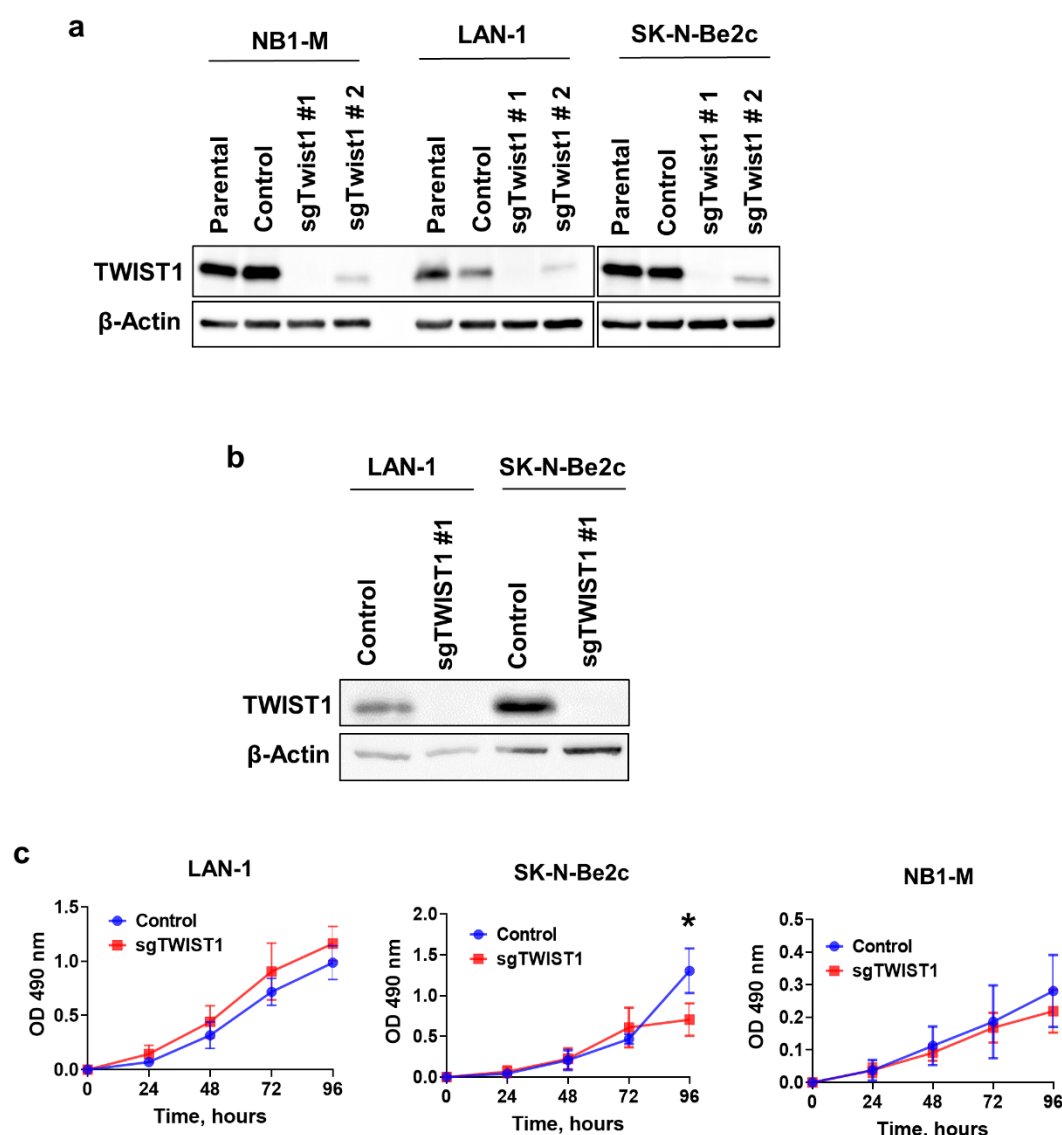 a
NB1-M
LAN-1
SK-N-Be2c
Parental
Control
sgTwist1 #1
sgTwist1 # 2
Parental
Control
sgTwist1 # 1
sgTwist1 # 2
Parental
Control
sgTwist1 # 1
sgTwist1 # 2
TWIST1
β-Actin
b
LAN-1
SK-N-Be2c
Control
sgTWIST1 #1
Control
sgTWIST1 #1
TWIST1
β-Actin
c
LAN-1
Control
sgTWIST1
OD 490 nm
1.5
1.0
0.5
0.0
0 24 48 72 96
Time, hours
SK-N-Be2c
*
Control
sgTWIST1
OD 490 nm
2.0
1.5
1.0
0.5
0.0
0 24 48 72 96
Time, hours
NB1-M
Control
sgTWIST1
OD 490 nm
0.5
0.4
0.3
0.2
0.1
0.0
0 24 48 72 96
Time, hours